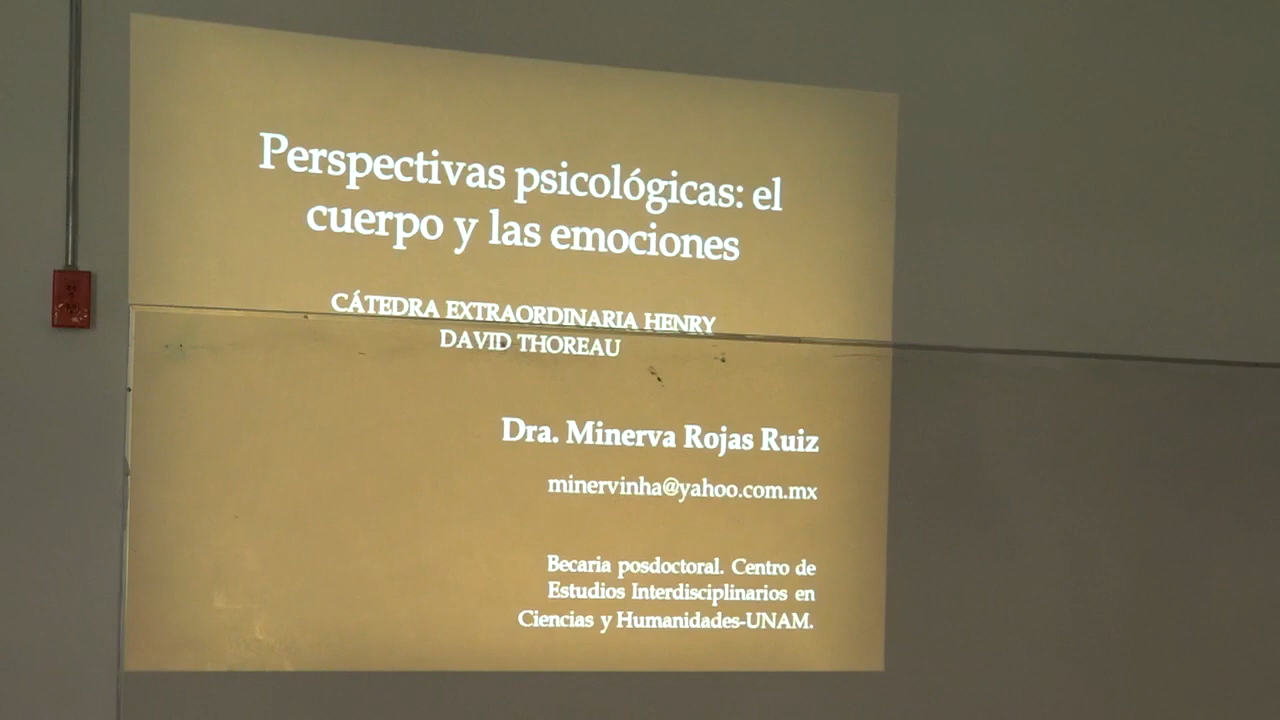 Perspectivas psicológicas: el
cuerpo y las emociones
CÁTEDRA EXTRAORDINARIA HENRY
DAVID THOREAU
Dra. Minerva Rojas Ruiz
minervinha@yahoo.com.mx
Becaria posdoctoral. Centro de
Estudios Interdisciplinarios en
Ciencias y Humanidades-UNAM.